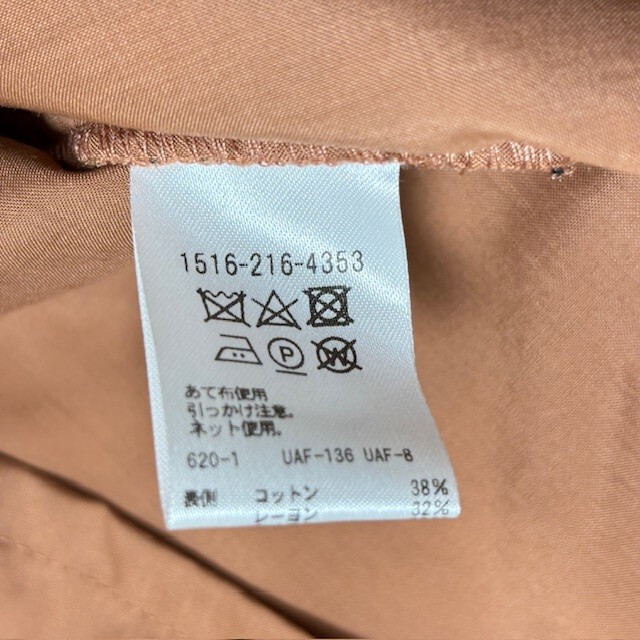 1516-216-4353
P
W
あて布使用
引っかけ注意。
ネット使用。
620-1 UAF-136 UAF-8
表側 コットン 38%
レーヨン 32%